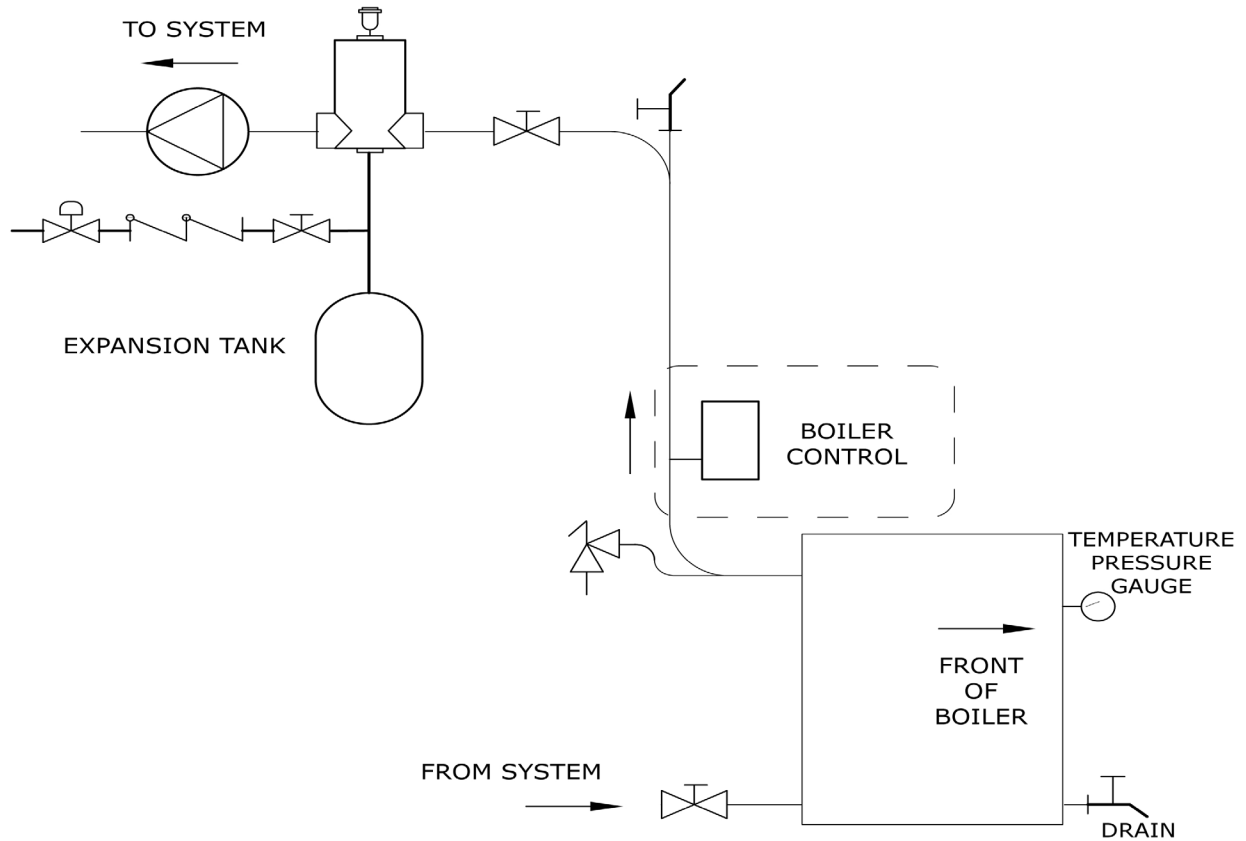 TO SYSTEM
EXPANSION TANK
BOILER
CONTROL
TEMPERATURE
PRESSURE
GAUGE
FRONT
OF
BOILER
FROM SYSTEM
DRAIN